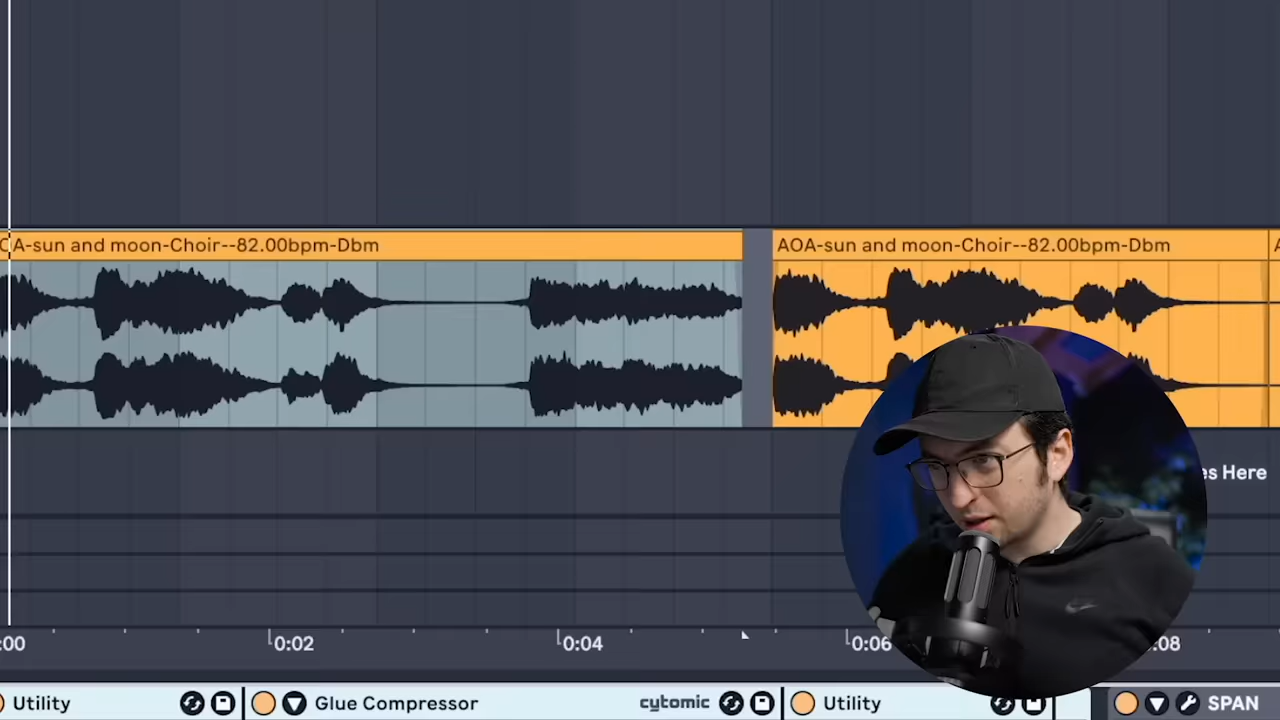 OA-sun and moon-Choir--82.00bpm-Dbm
AOA-sun and moon-Choir--82.00bpm-Dbm
A
es Here
:00
0:02
0:04
0:06
:08
Utility
Glue Compressor
cytomic
Utility
SPAN